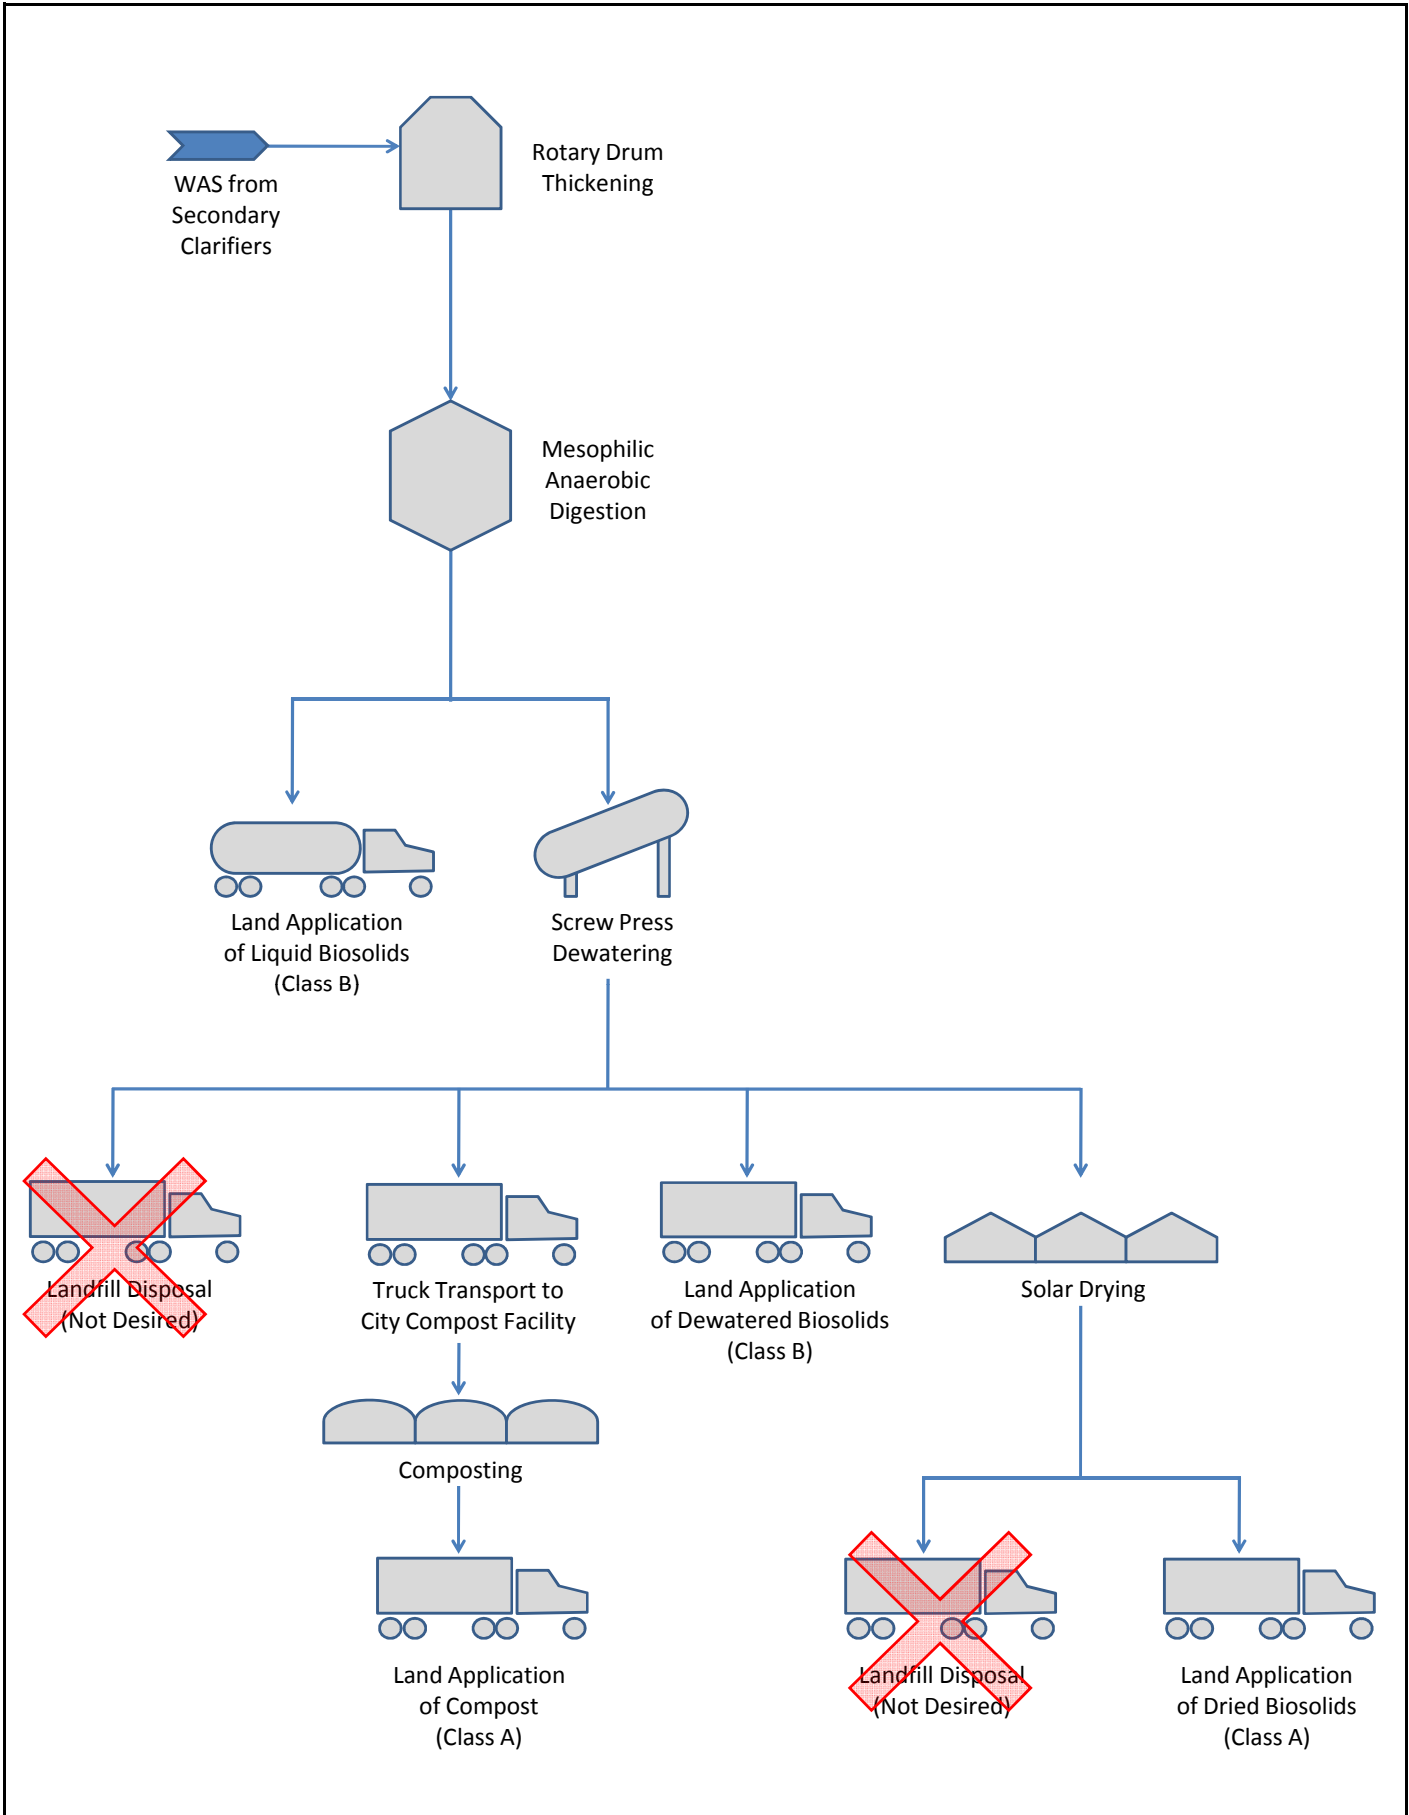 WAS from
Secondary
Clarifiers
Rotary Drum
Thickening
Mesophilic
Anaerobic
Digestion
Land Application
of Liquid Biosolids
(Class B)
Screw Press
Dewatering
Landfill Disposal
(Not Desired)
Truck Transport to
City Compost Facility
Land Application
of Dewatered Biosolids
(Class B)
Solar Drying
Composting
Land Application
of Compost
(Class A)
Landfill Disposal
(Not Desired)
Land Application
of Dried Biosolids
(Class A)